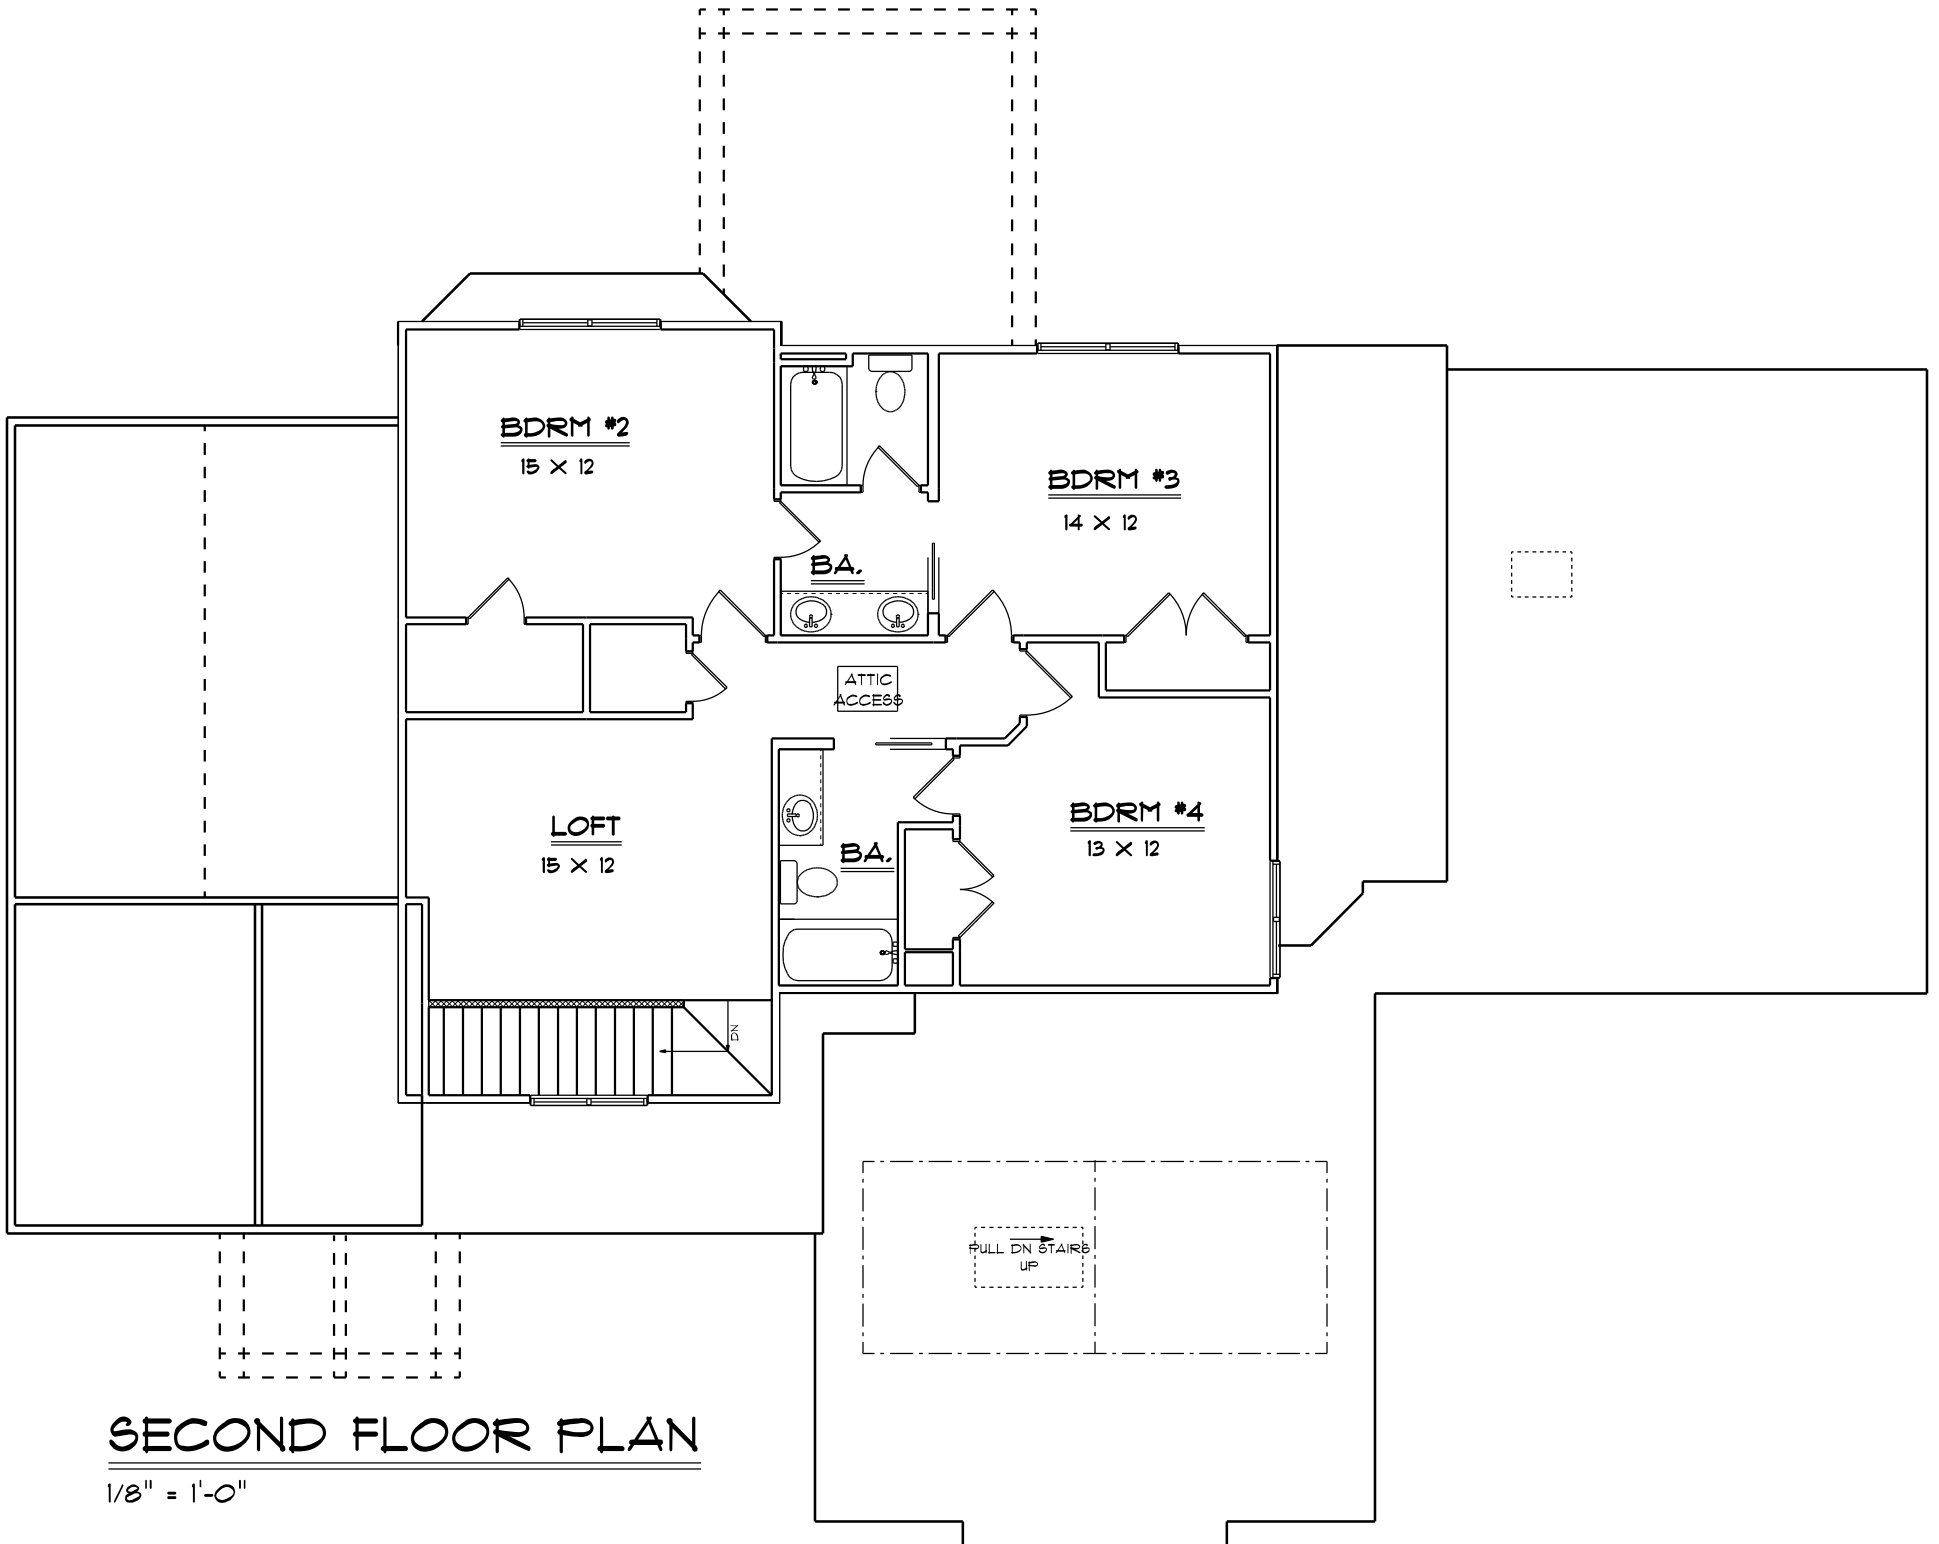 BDRM #2
15 X 12
BDRM #3
14 X 12
BA.
ATTIC
ACCESS
LOFT
15 X 12
BA.
BDRM #4
13 X 12
DN
PULL DN STAIRS
UP
SECOND FLOOR PLAN
1/8" = 1'-0"